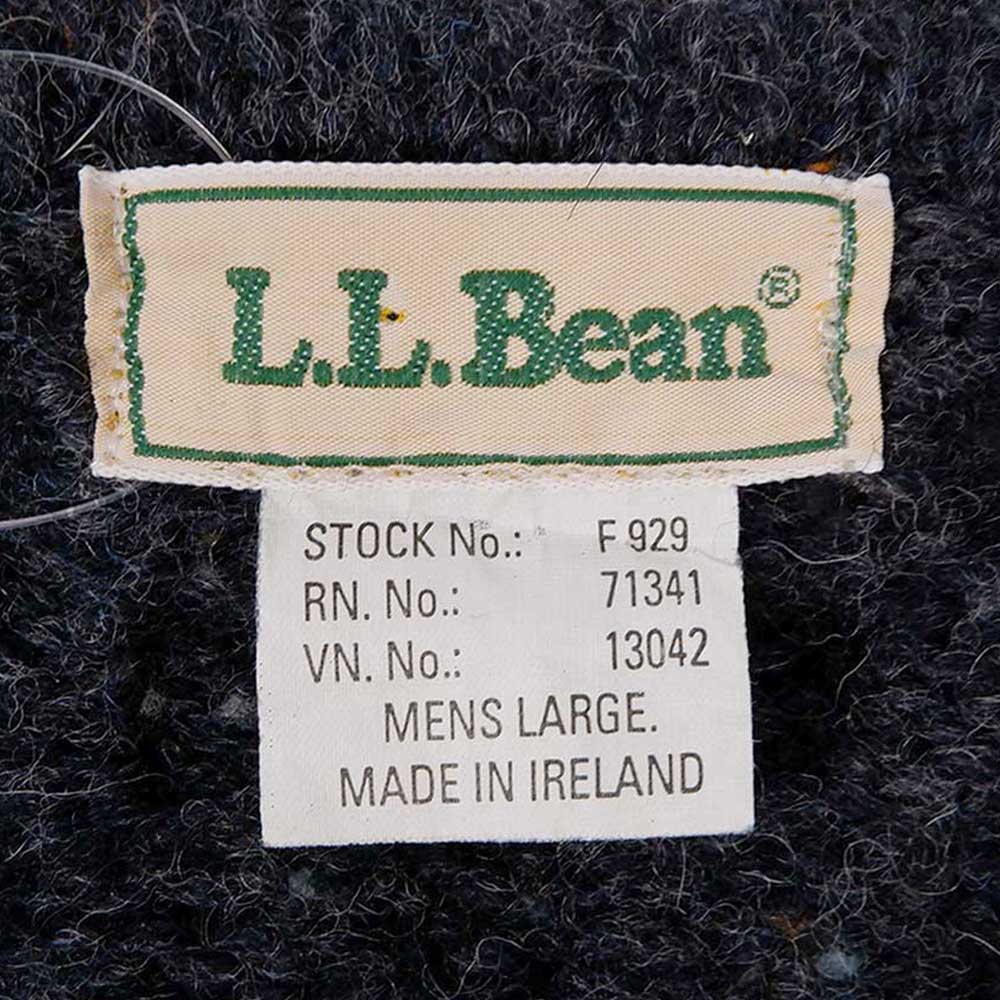 L.L.Bean®
STOCK No.: F 929
RN. No.: 71341
VN. No.: 13042
MENS LARGE.
MADE IN IRELAND